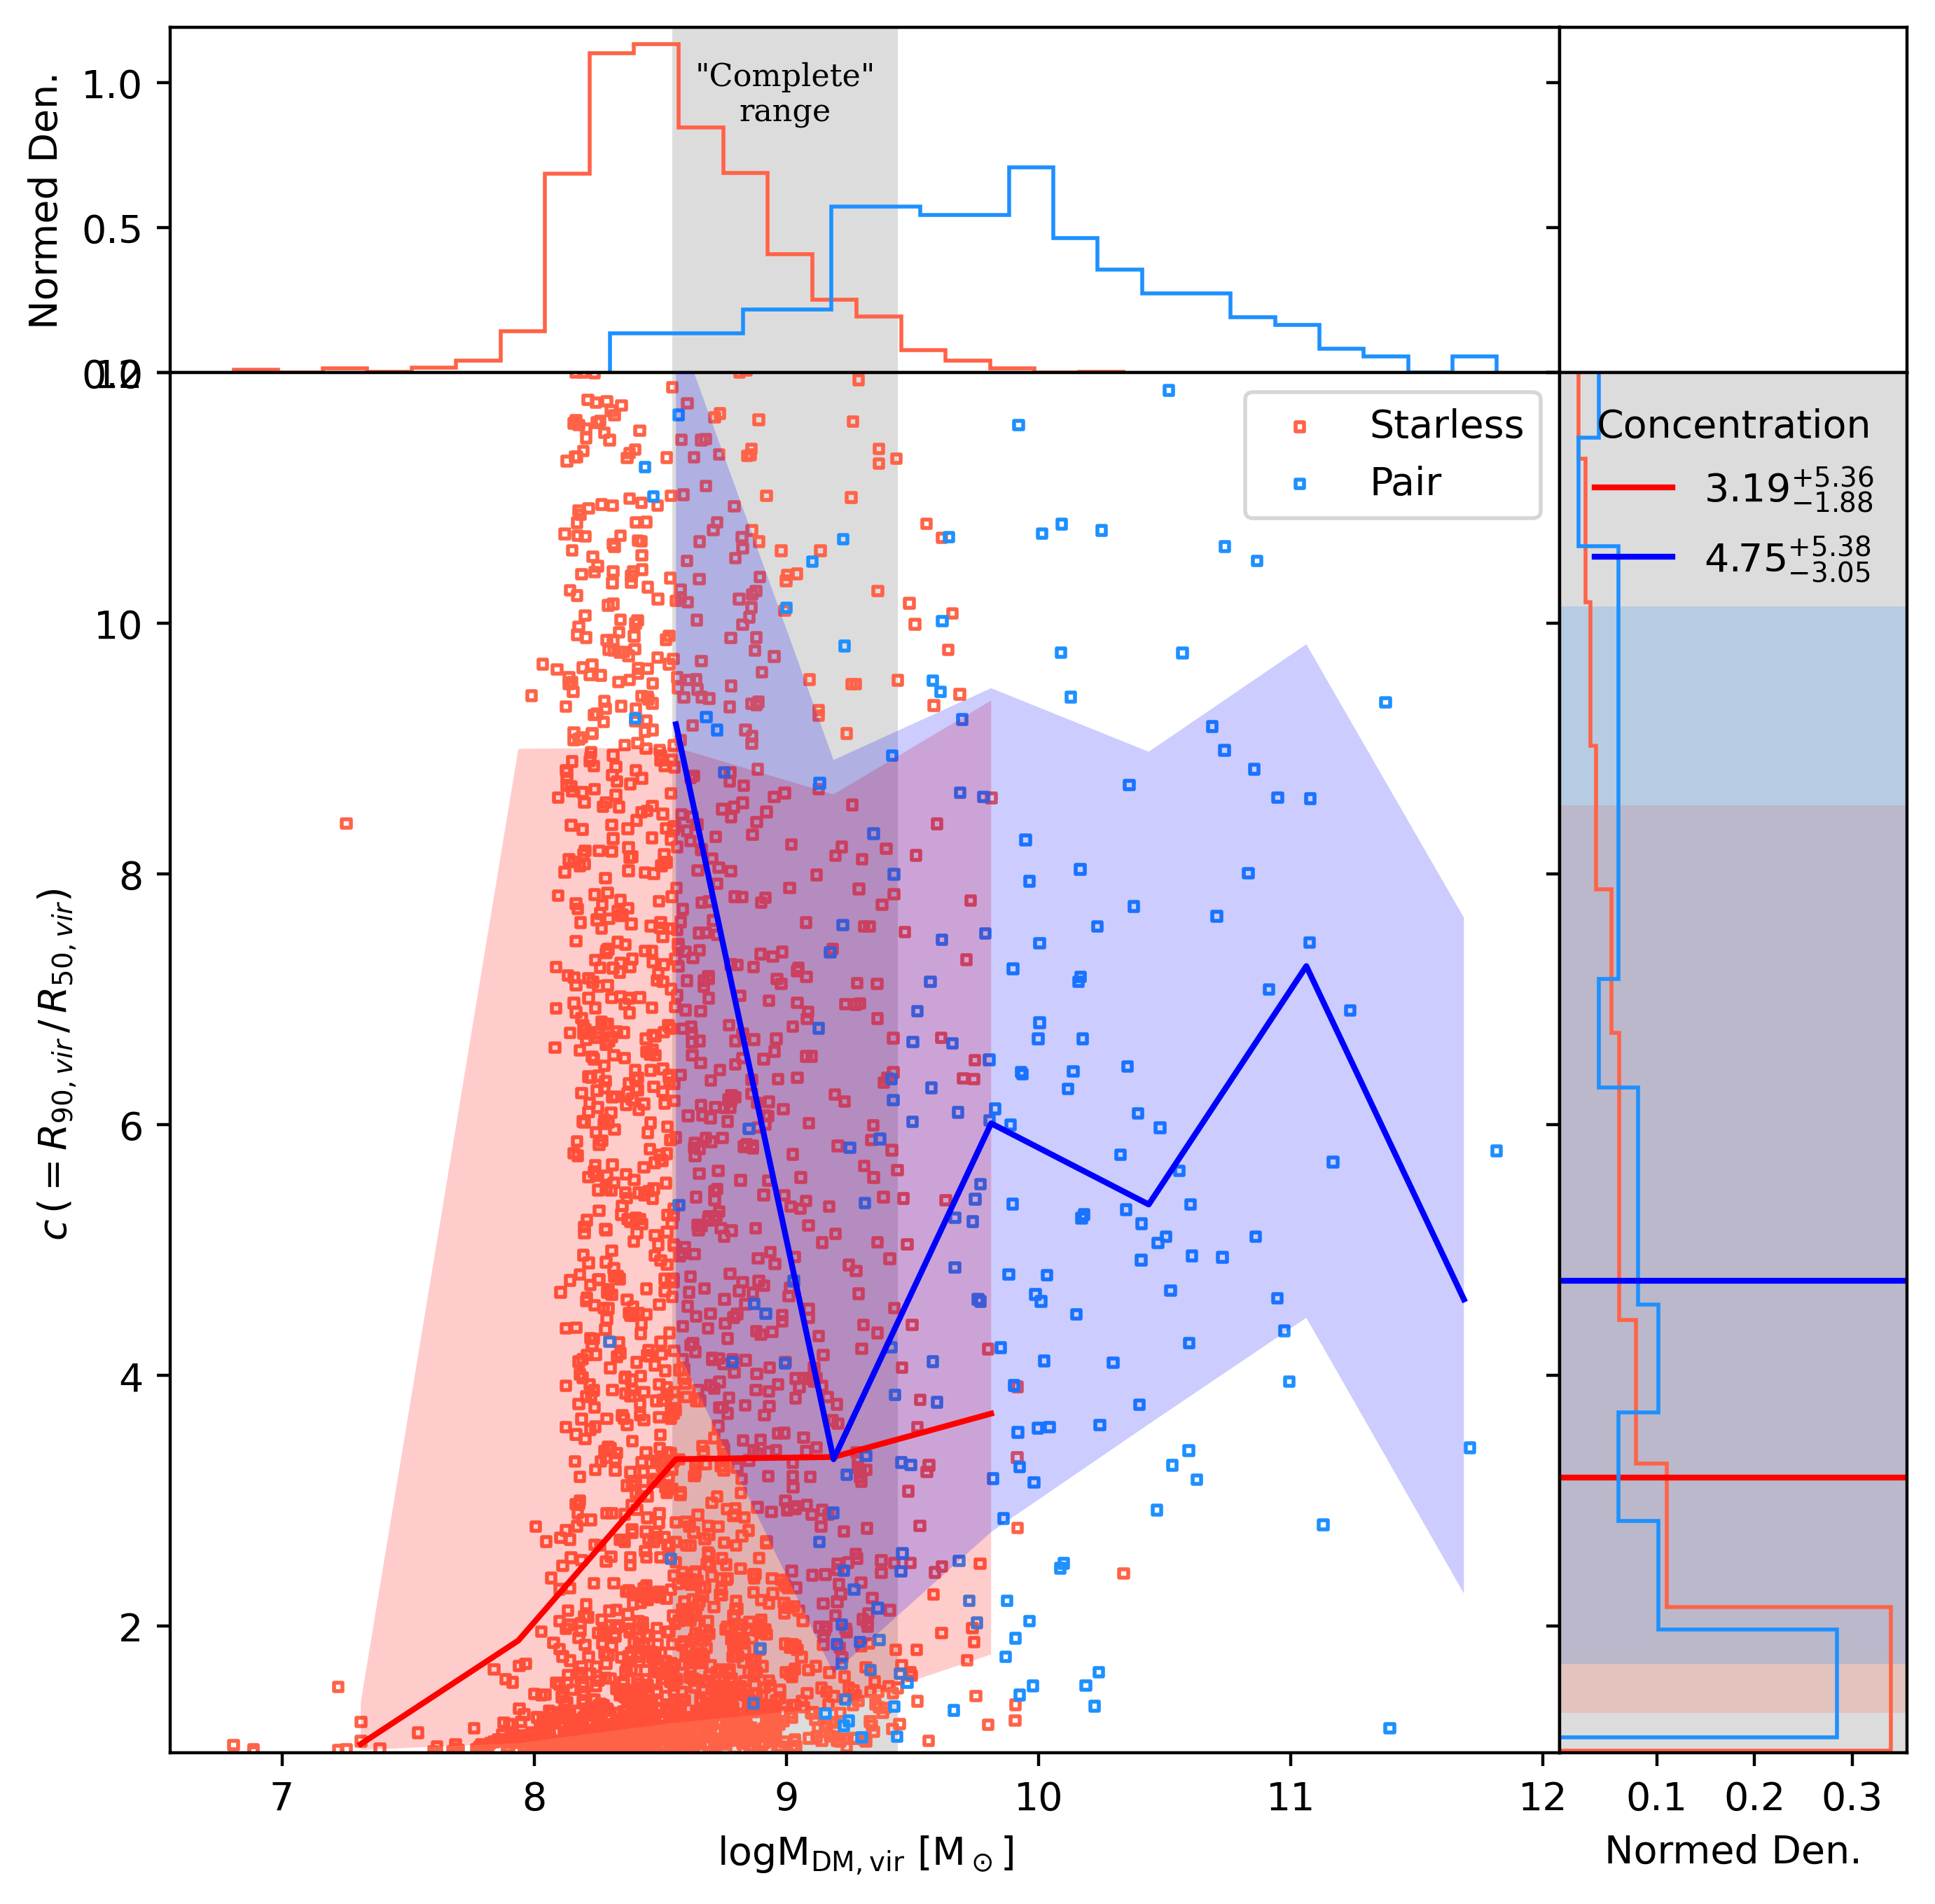 Normed Den.
1.0
0.5
0.0
"Complete"
range
12
10
8
6
4
2
c ( = R90, vir / R50, vir)
Starless
Pair
Concentration
3.19 +5.36 −1.88
4.75 +5.38 −3.05
7 8 9 10 11 12
0.1 0.2 0.3
logMDM, vir [M⊙]
Normed Den.